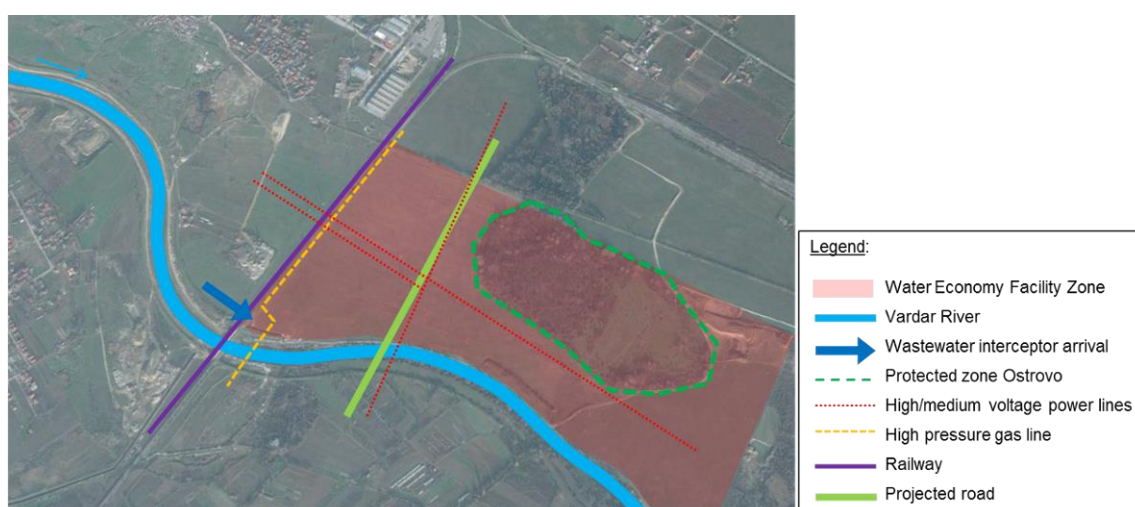 Legend:
Water Economy Facility Zone
Vardar River
Wastewater interceptor arrival
Protected zone Ostrovo
High/medium voltage power lines
High pressure gas line
Railway
Projected road